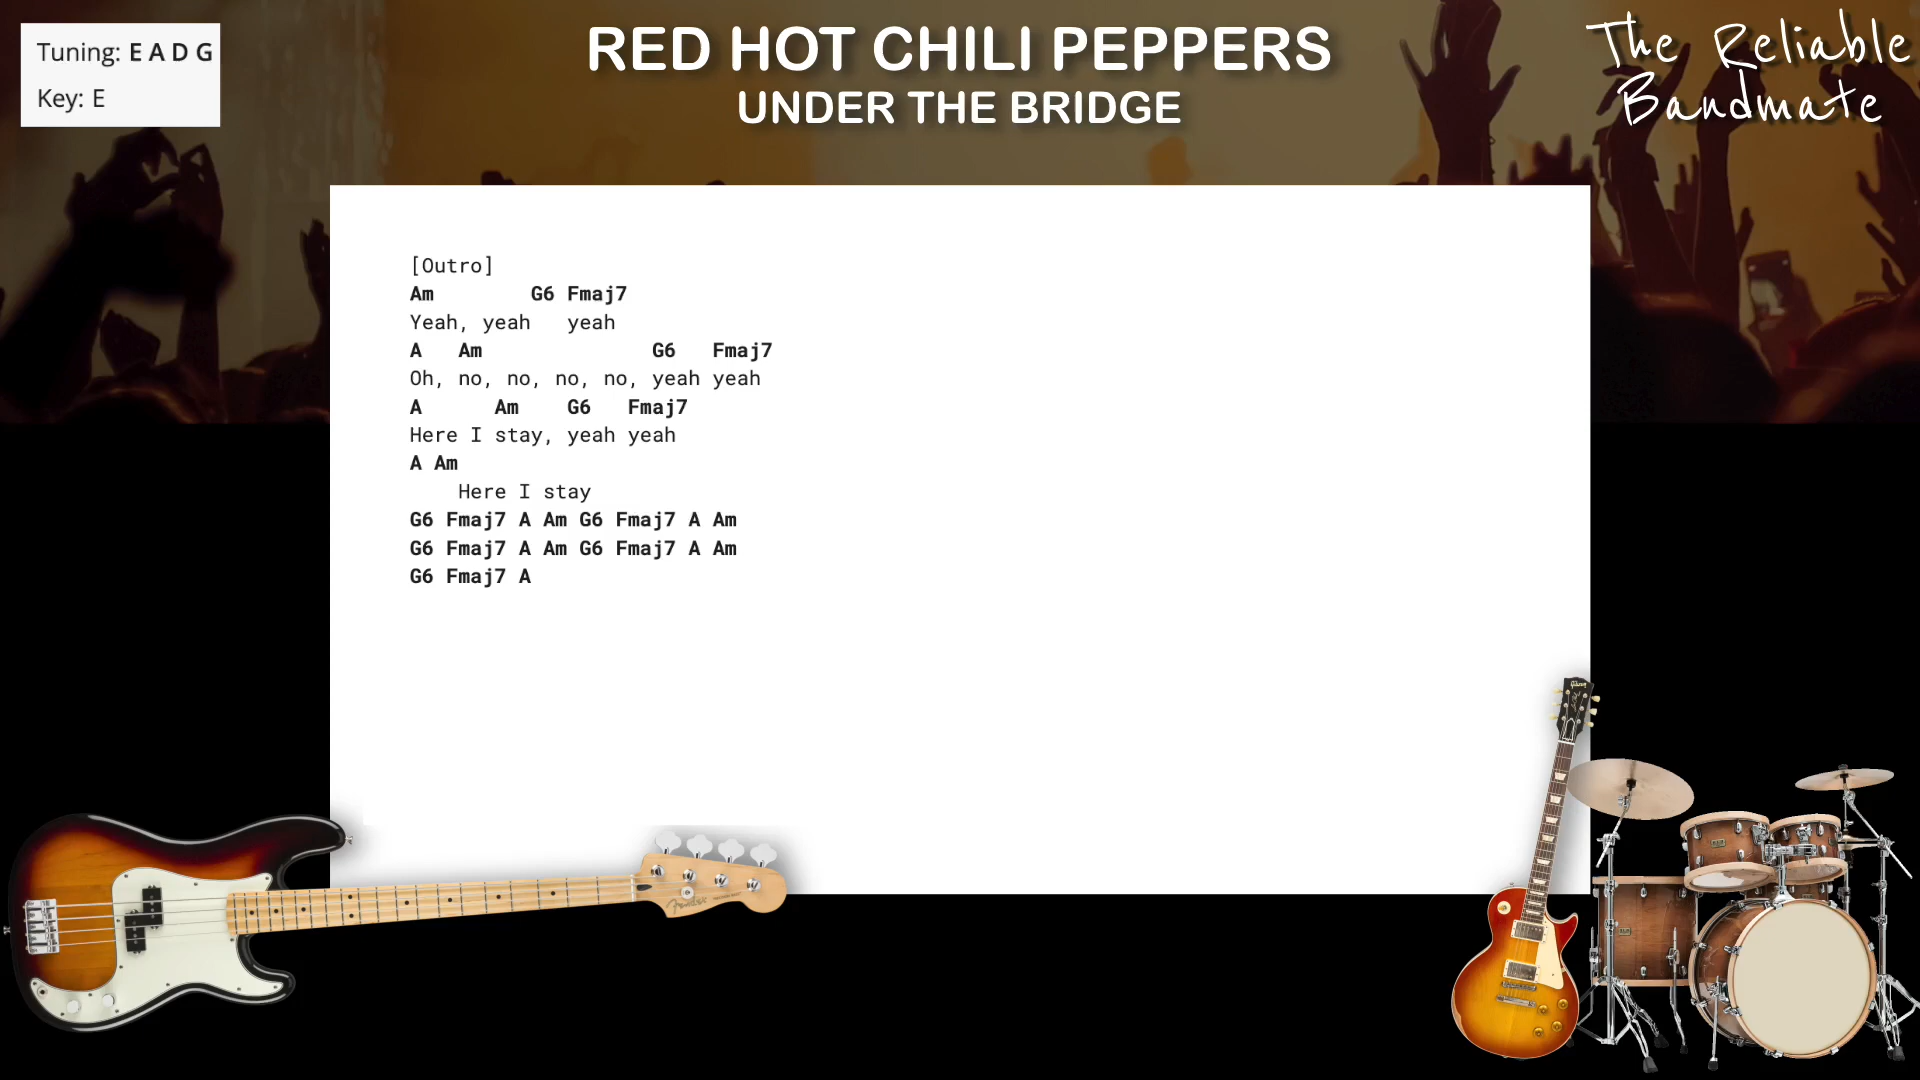 Tuning: E A D G
Key: E
RED HOT CHILI PEPPERS
UNDER THE BRIDGE
The Reliable
Bandmate
[Outro]
Am        G6 Fmaj7
Yeah, yeah   yeah
A   Am              G6   Fmaj7
Oh, no, no, no, no, yeah yeah
A      Am    G6   Fmaj7
Here I stay, yeah yeah
A Am
    Here I stay
G6 Fmaj7 A Am G6 Fmaj7 A Am
G6 Fmaj7 A Am G6 Fmaj7 A Am
G6 Fmaj7 A
Gibson
Fender